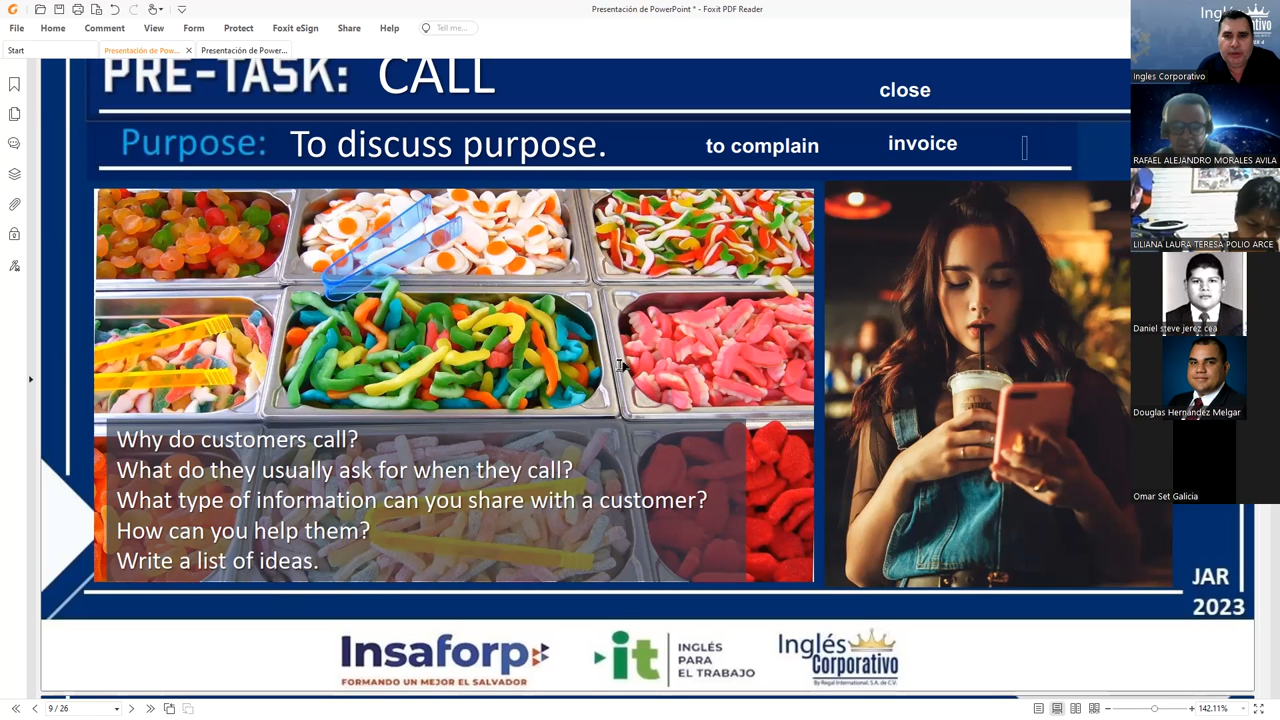 Presentación de PowerPoint * - Foxit PDF Reader
File Home Comment View Form Protect Foxit eSign Share Help Tell me...
Start Presentación de Pow... Presentación de Power...
PRE-TASK: CALL
close
Purpose: To discuss purpose.
to complain
invoice
Why do customers call?
What do they usually ask for when they call?
What type of information can you share with a customer?
How can you help them?
Write a list of ideas.
JAR
2023
Insaforp
FORMANDO UN MEJOR EL SALVADOR
it
INGLÉS
PARA
EL TRABAJO
Inglés
Corporativo
By Regal International, S.A. de C.V.
Ingles Corporativo
RAFAEL ALEJANDRO MORALES AVILA
LILIANA LAURA TERESA POLIO ARCE
Daniel steve jerez cea
Douglas Hernández Melgar
Omar Set Galicia
9 / 26
142.11%